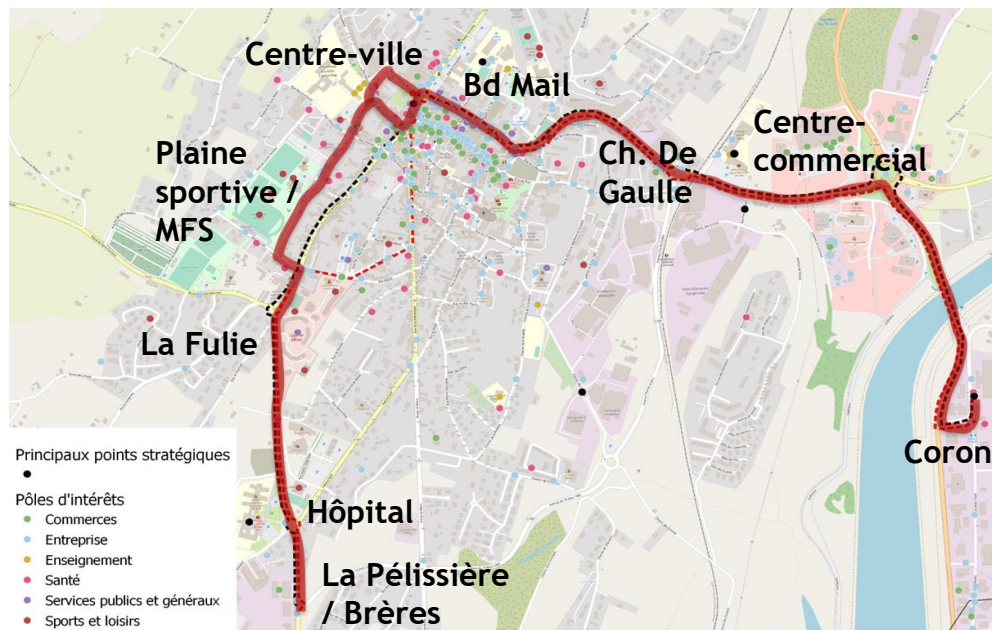 Centre-ville
Bd Mail
Plaine
sportive /
MFS
Ch. De
Gaulle
Centre-
commercial
La Fulie
Coron
Hôpital
La Pélissière
/ Brères
Principaux points stratégiques
Pôles d'intérêts
Commerces
Entreprise
Enseignement
Santé
Services publics et généraux
Sports et loisirs